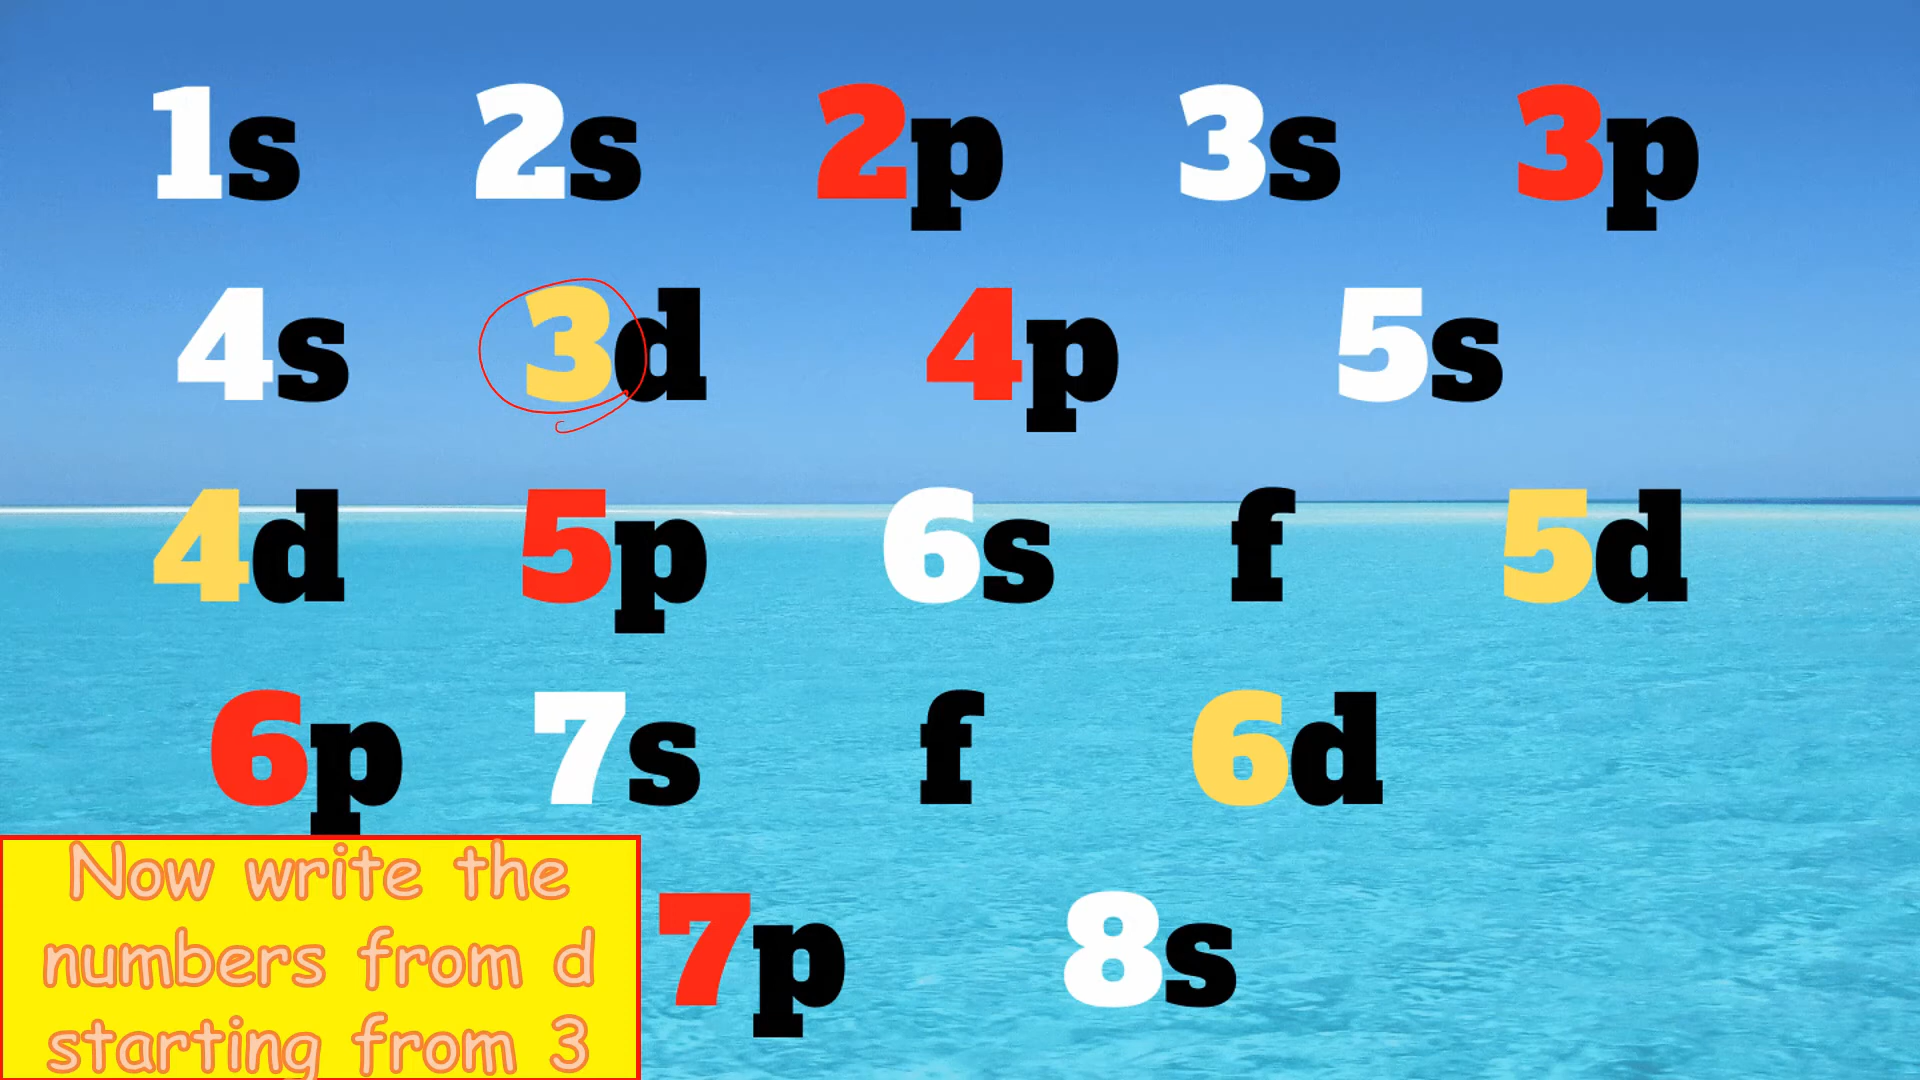 1s 2s 2p 3s 3p
4s 3d 4p 5s
4d 5p 6s f 5d
6p 7s f 6d
7p 8s
Now write the
numbers from d
starting from 3